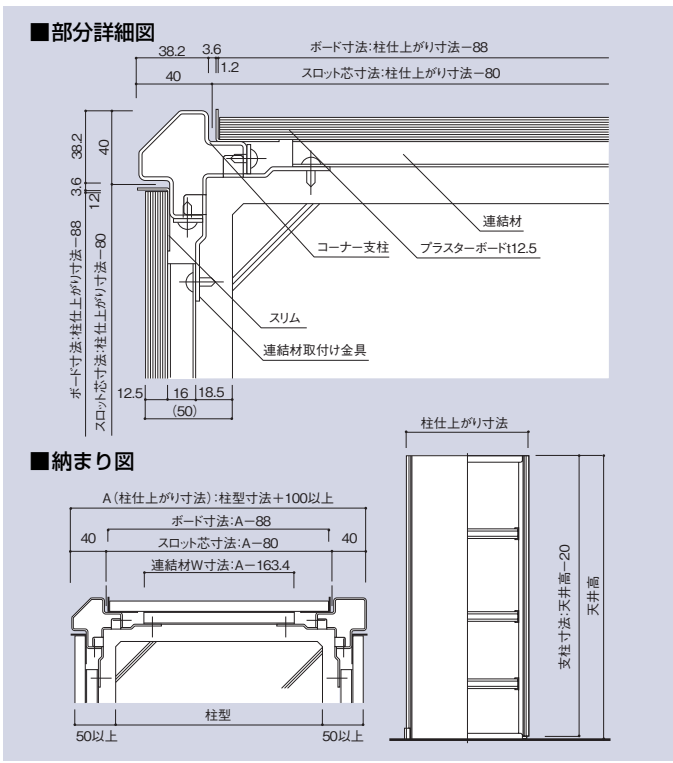 ■部分詳細図
38.2 3.6 ボード寸法:柱仕上がり寸法−88
1.2
40 スロット芯寸法:柱仕上がり寸法−80
38.2
40
3.6
12
ボード寸法:柱仕上がり寸法−88
スロット芯寸法:柱仕上がり寸法−80
連結材
コーナー支柱
プラスターボードt12.5
スリム
連結材取付け金具
12.5 16 18.5
(50)
■納まり図
A(柱仕上がり寸法):柱型寸法+100以上
ボード寸法:A−88
40 スロット芯寸法:A−80 40
連結材W寸法:A−163.4
柱型
50以上 50以上
柱仕上がり寸法
支柱寸法:天井高−20
天井高